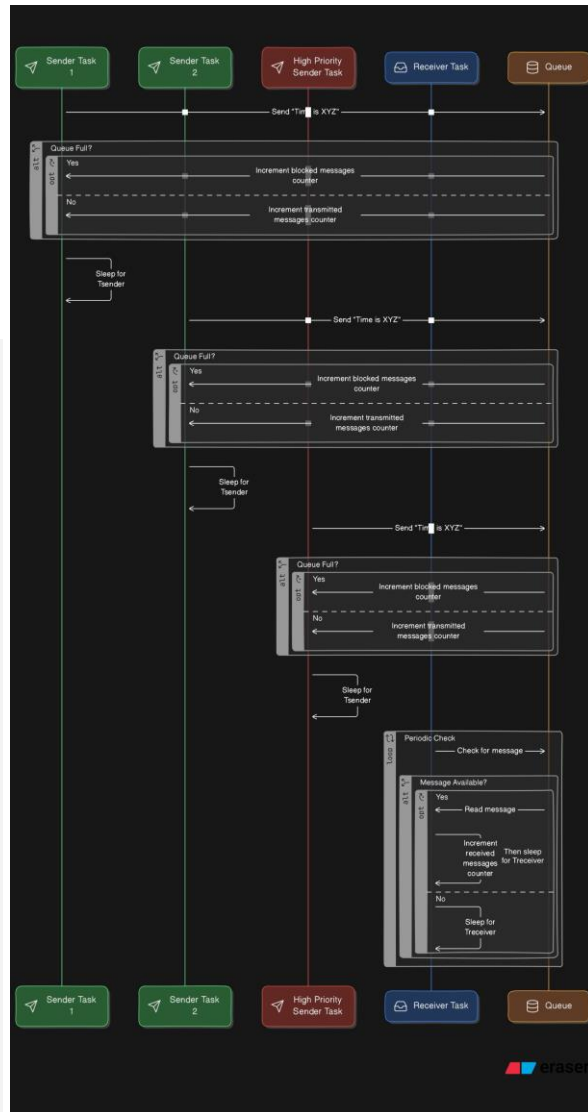 Sender Task
1
Sender Task
2
High Priority
Sender Task
Receiver Task
Queue
Send "Time is XYZ"
alt
Queue Full?
opt
Yes
Increment blocked messages
counter
No
Increment transmitted
messages counter
Sleep for
Tsender
Send "Time is XYZ"
alt
Queue Full?
opt
Yes
Increment blocked messages
counter
No
Increment transmitted
messages counter
Sleep for
Tsender
Send "Time is XYZ"
alt
Queue Full?
opt
Yes
Increment blocked messages
counter
No
Increment transmitted
messages counter
Sleep for
Tsender
loop
Periodic Check
Check for message
alt
Message Available?
opt
Yes
Read message
Increment
received
messages
counter
Then sleep
for Treceiver
No
Sleep for
Treceiver
Sender Task
1
Sender Task
2
High Priority
Sender Task
Receiver Task
Queue
eraser